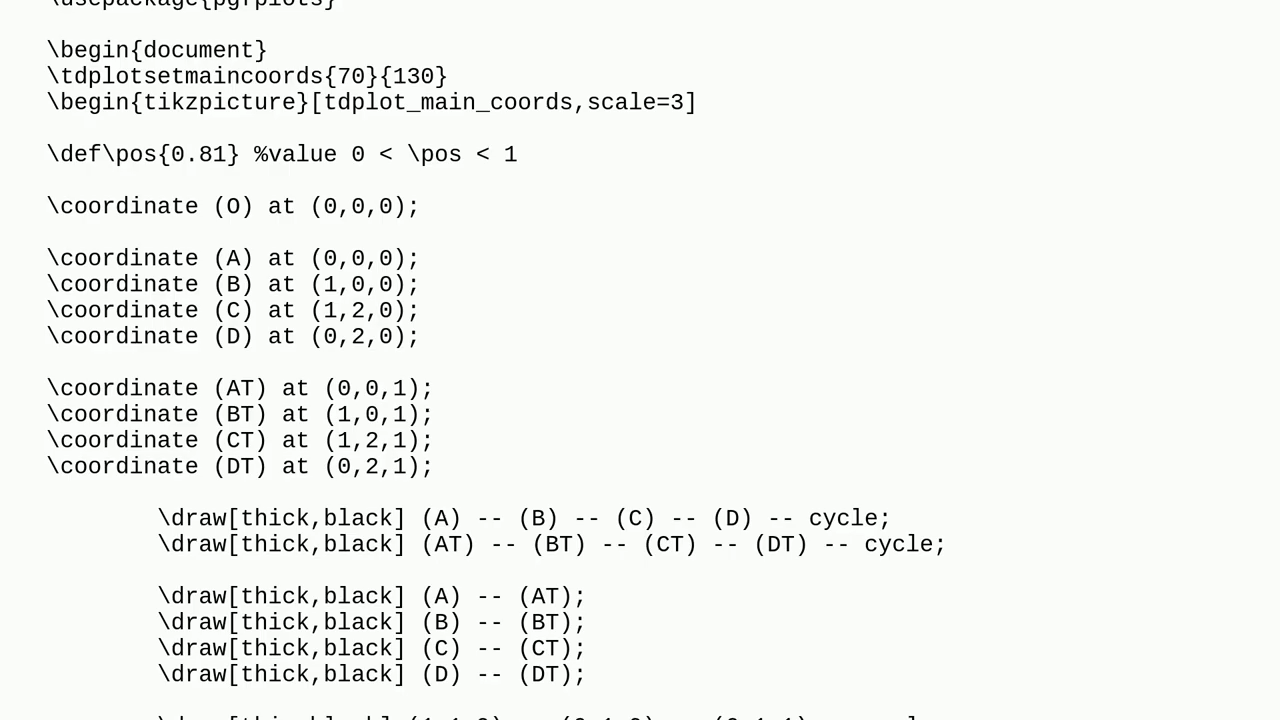 \usepackage{pgfplots}
\begin{document}
\tdplotsetmaincoords{70}{130}
\begin{tikzpicture}[tdplot_main_coords,scale=3]
\def\pos{0.81} %value 0 < \pos < 1
\coordinate (O) at (0,0,0);
\coordinate (A) at (0,0,0);
\coordinate (B) at (1,0,0);
\coordinate (C) at (1,2,0);
\coordinate (D) at (0,2,0);
\coordinate (AT) at (0,0,1);
\coordinate (BT) at (1,0,1);
\coordinate (CT) at (1,2,1);
\coordinate (DT) at (0,2,1);
\draw[thick,black] (A) -- (B) -- (C) -- (D) -- cycle;
\draw[thick,black] (AT) -- (BT) -- (CT) -- (DT) -- cycle;
\draw[thick,black] (A) -- (AT);
\draw[thick,black] (B) -- (BT);
\draw[thick,black] (C) -- (CT);
\draw[thick,black] (D) -- (DT);